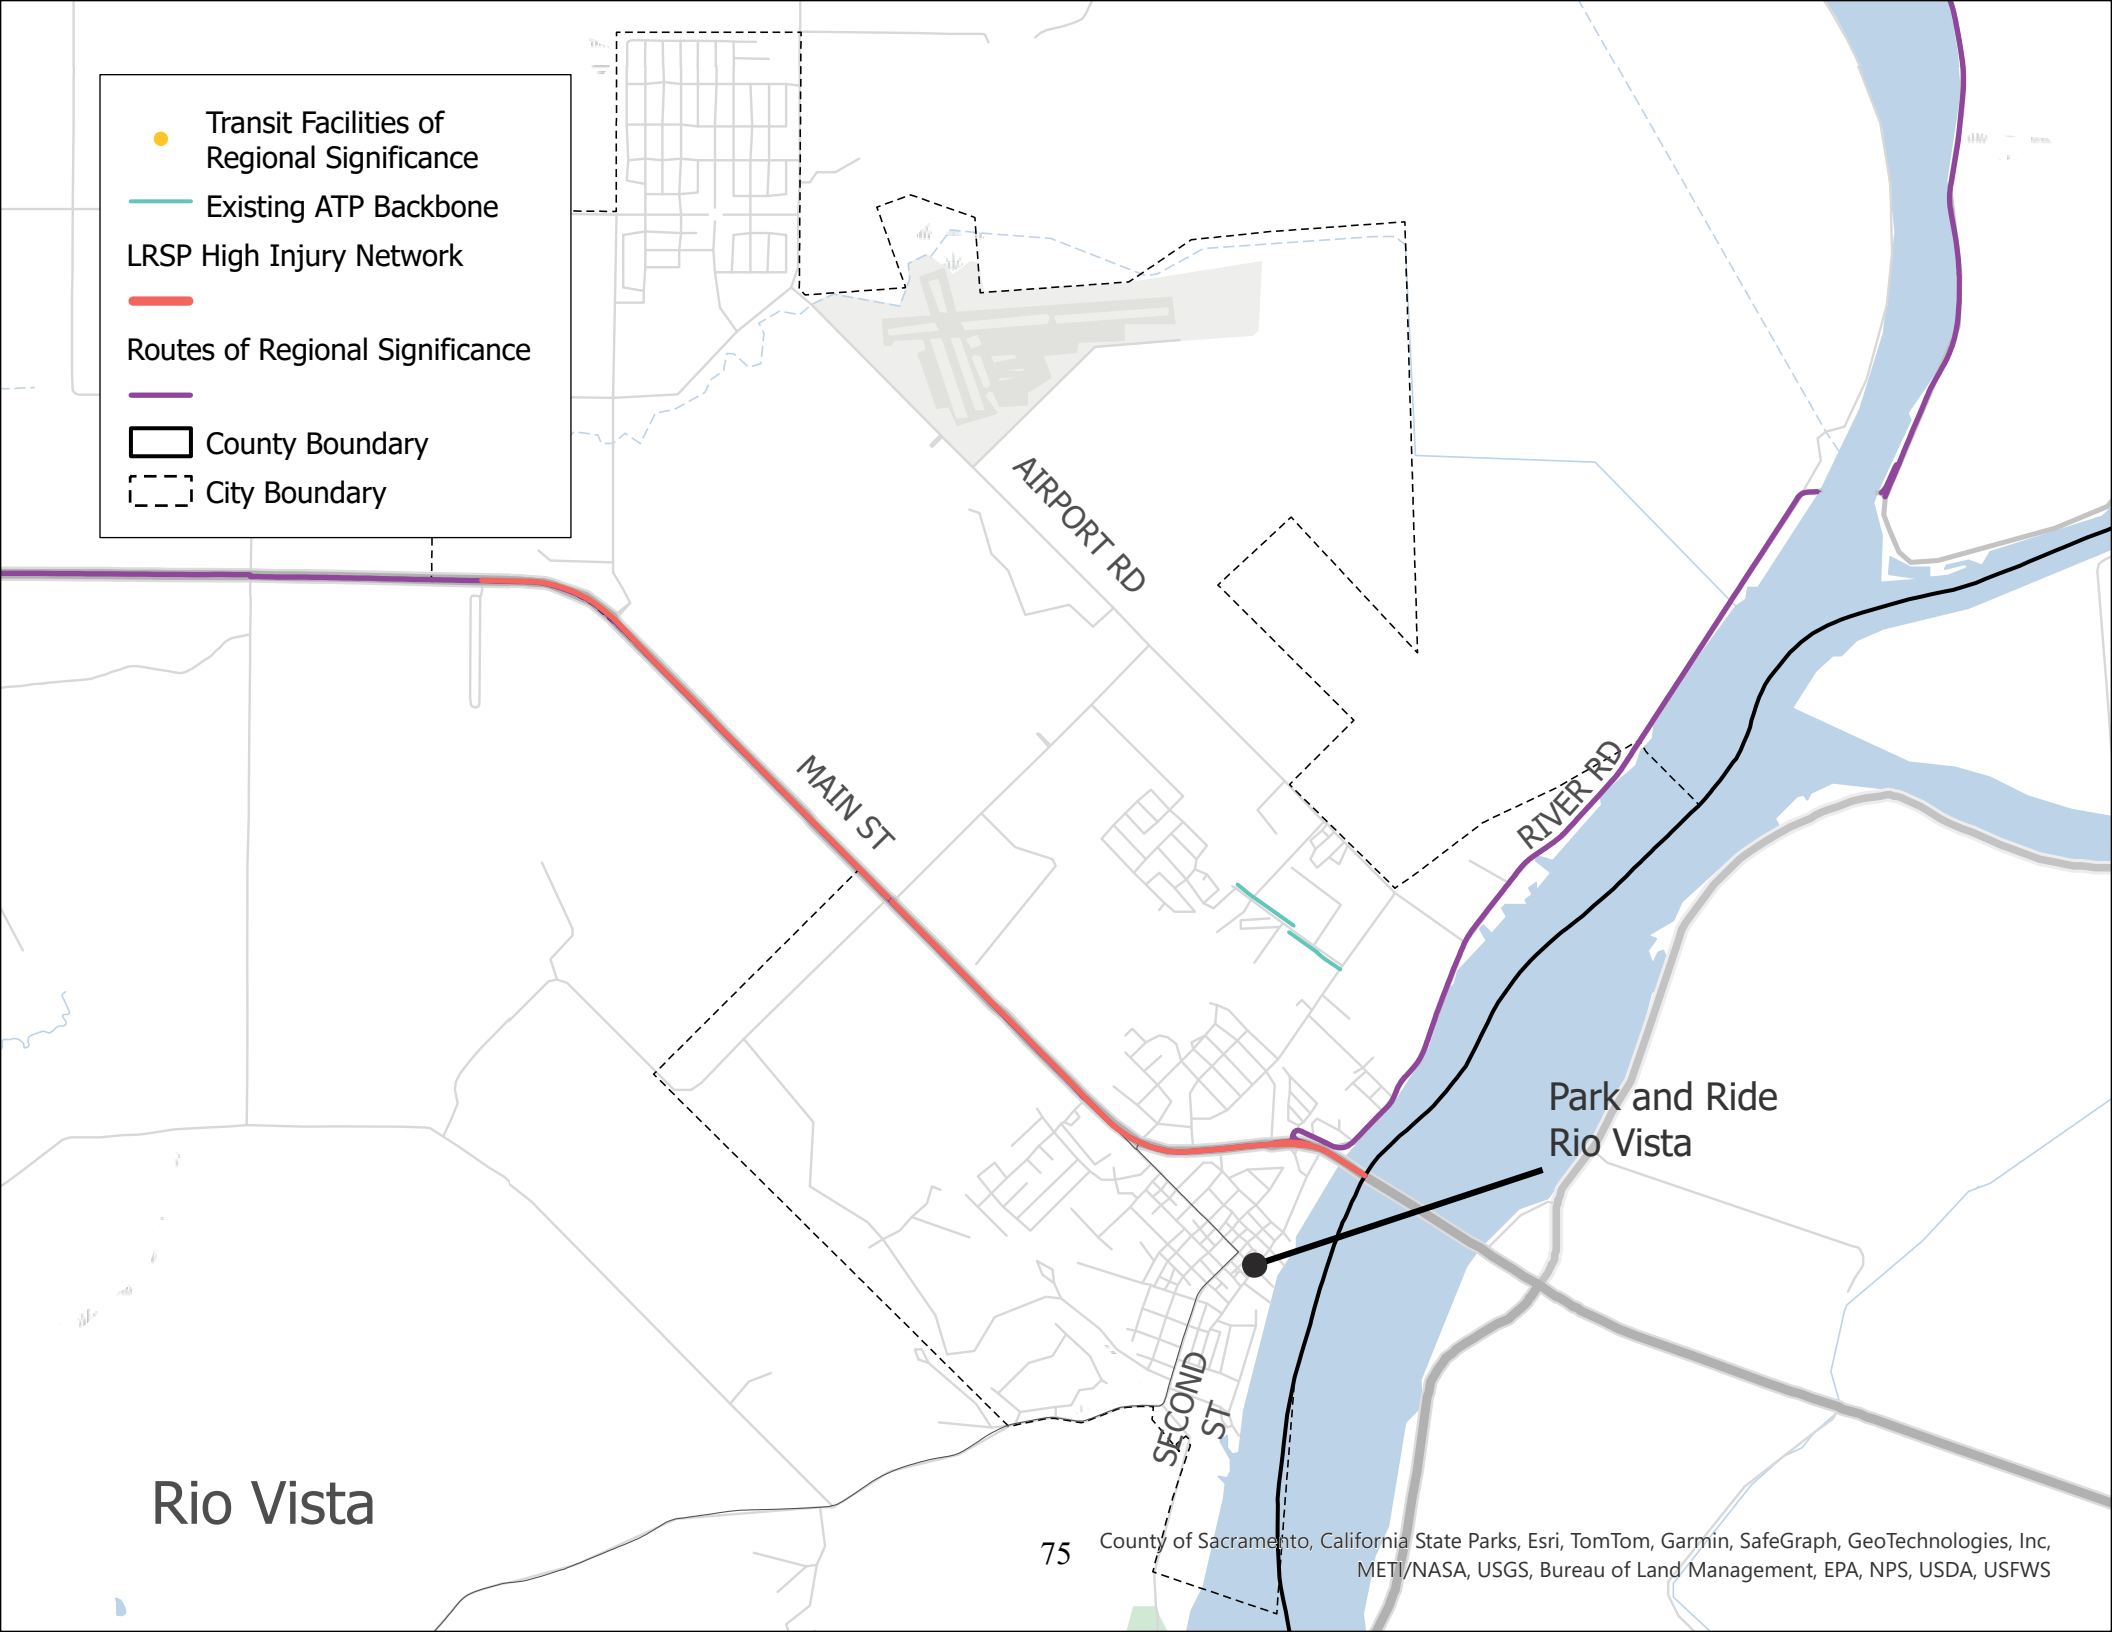 Transit Facilities of
Regional Significance
Existing ATP Backbone
LRSP High Injury Network
Routes of Regional Significance
County Boundary
City Boundary
AIRPORT RD
MAIN ST
RIVER RD
Park and Ride
Rio Vista
SECOND
ST
Rio Vista
75
County of Sacramento, California State Parks, Esri, TomTom, Garmin, SafeGraph, GeoTechnologies, Inc,
METI/NASA, USGS, Bureau of Land Management, EPA, NPS, USDA, USFWS